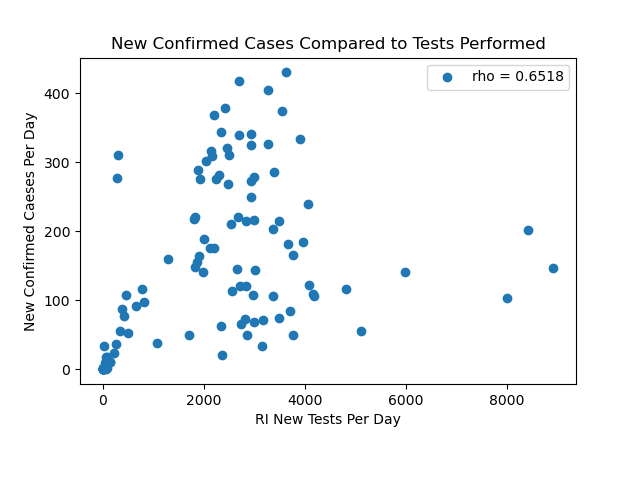 New Confirmed Cases Compared to Tests Performed
rho = 0.6518
New Confirmed Caeses Per Day
400
300
200
100
0
0 2000 4000 6000 8000
RI New Tests Per Day